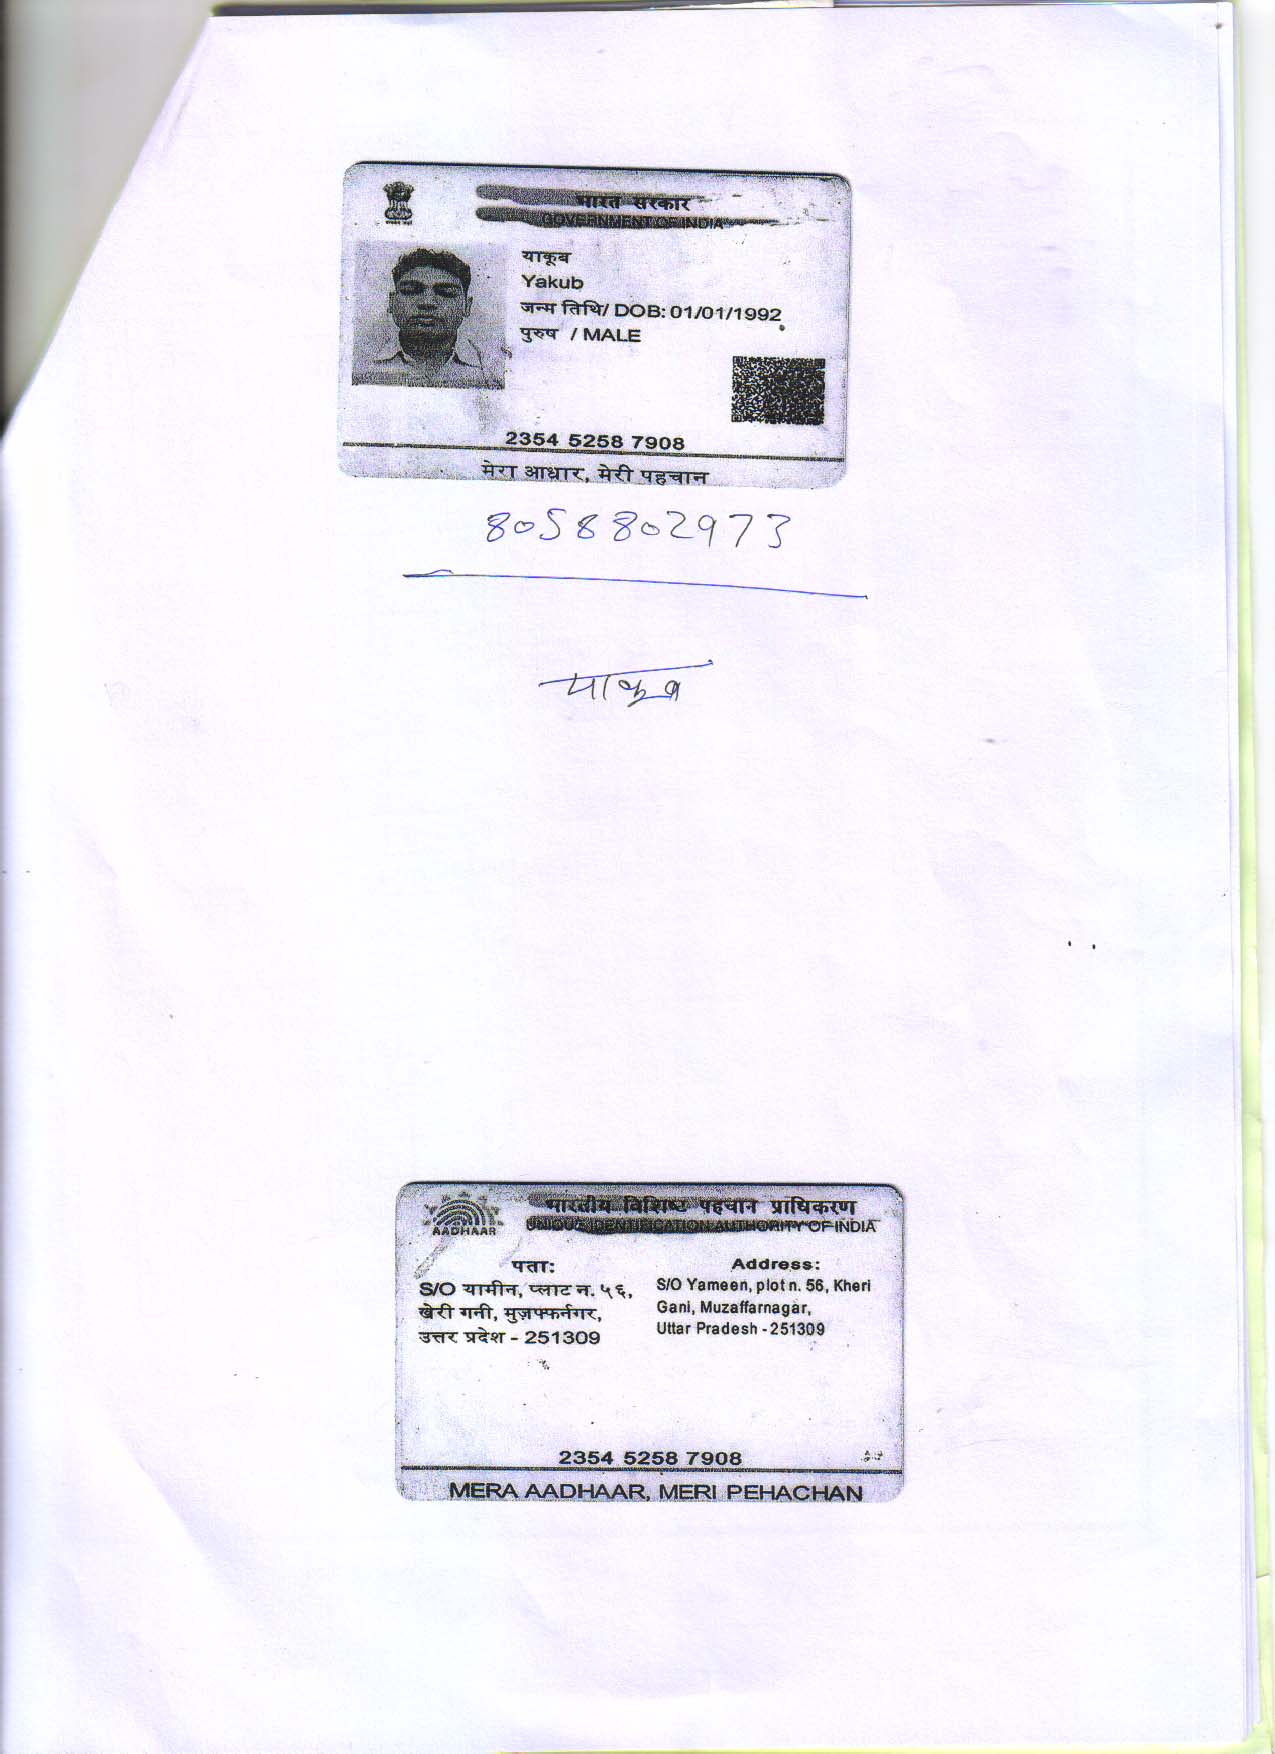 भारत सरकार
GOVERNMENT OF INDIA
याकूब
Yakub
जन्म तिथि/ DOB: 01/01/1992
पुरुष / MALE
2354 5258 7908
मेरा आधार, मेरी पहचान
8058802973
याकूब
AADHAAR
भारतीय विशिष्ट पहचान प्राधिकरण
UNIQUE IDENTIFICATION AUTHORITY OF INDIA
पता:
S/O यामीन, प्लाट न. ५६,
खेरी गनी, मुज़फ्फर्नगर,
उत्तर प्रदेश - 251309
Address:
S/O Yameen, plot n. 56, Kheri
Gani, Muzaffarnagar,
Uttar Pradesh - 251309
2354 5258 7908
MERA AADHAAR, MERI PEHACHAN